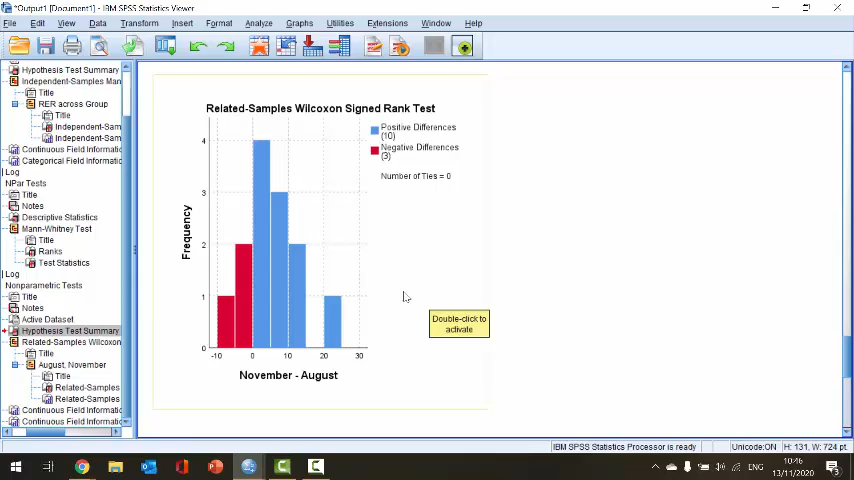 *Output1 [Document1] - IBM SPSS Statistics Viewer
File Edit View Data Transform Insert Format Analyze Graphs Utilities Extensions Window Help
Hypothesis Test Summary
Independent-Samples Man
Title
RER across Group
Title
Independent-Sam
Independent-Sam
Continuous Field Informatio
Categorical Field Informatio
Log
NPar Tests
Title
Notes
Descriptive Statistics
Mann-Whitney Test
Title
Ranks
Test Statistics
Log
Nonparametric Tests
Title
Notes
Active Dataset
Hypothesis Test Summary
Related-Samples Wilcoxon
Title
August, November
Title
Related-Samples
Related-Samples
Continuous Field Informatic
Continuous Field Informatic
Related-Samples Wilcoxon Signed Rank Test
Positive Differences
(10)
Negative Differences
(3)
Number of Ties = 0
Frequency
4
3
2
1
0
-10 0 10 20 30
November - August
Double-click to
activate
IBM SPSS Statistics Processor is ready Unicode:ON H: 131, W: 724 pt.
ENG
10:46
13/11/2020
3